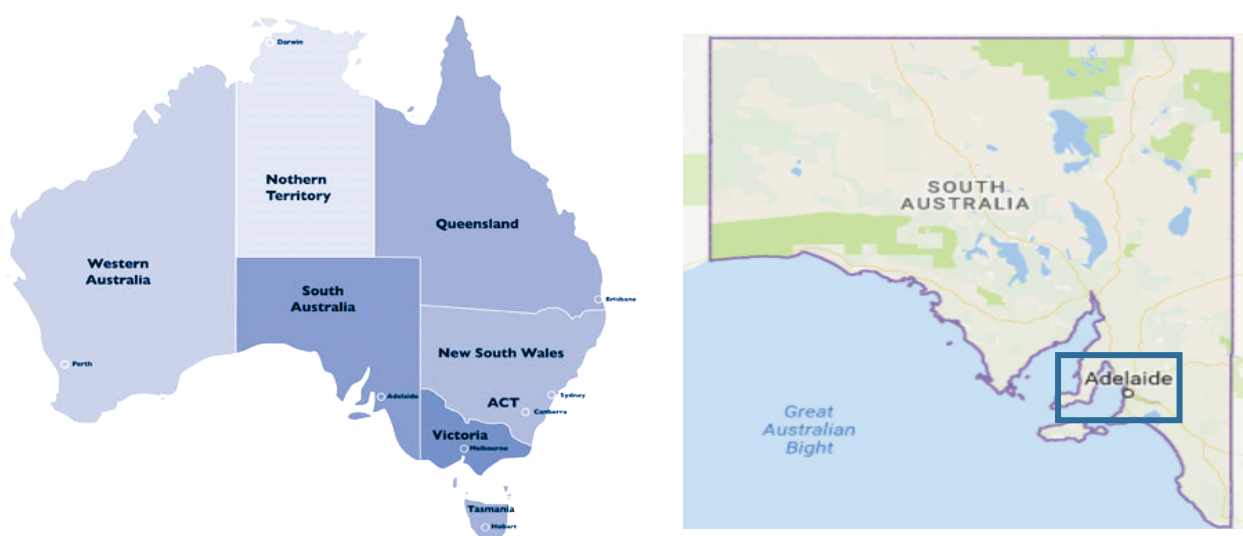 Darwin
Nothern
Territory
Queensland
Western
Australia
South
Australia
Brisbane
New South Wales
Perth
Sydney
Adelaide
ACT
Canberra
Victoria
Melbourne
Tasmania
Hobart
SOUTH
AUSTRALIA
Adelaide
Great
Australian
Bight